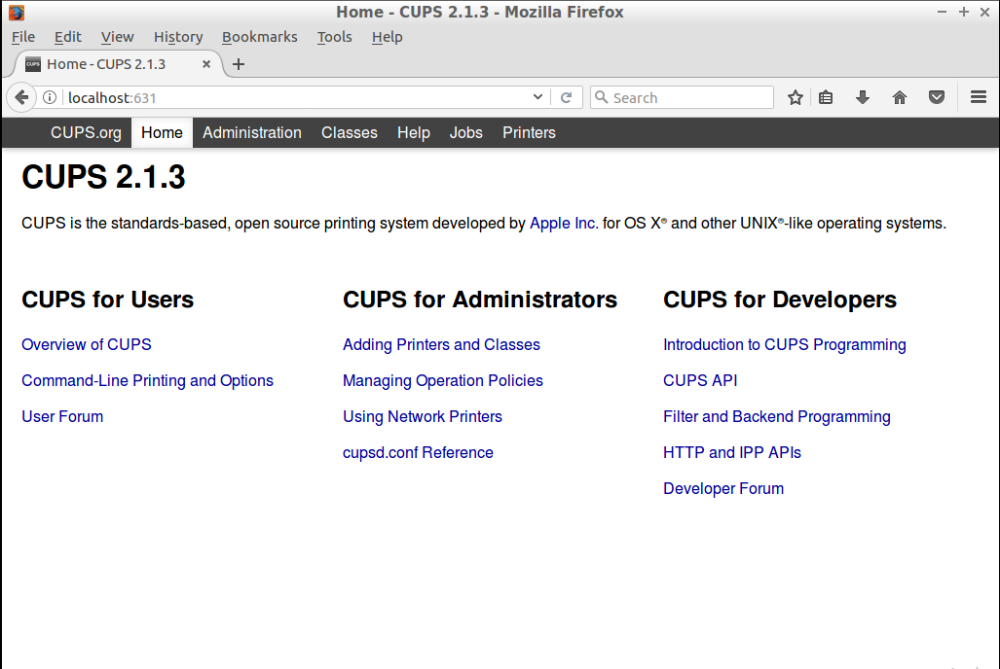 Home - CUPS 2.1.3 - Mozilla Firefox
File Edit View History Bookmarks Tools Help
CUPS Home - CUPS 2.1.3
localhost:631 Search
CUPS.org Home Administration Classes Help Jobs Printers
CUPS 2.1.3
CUPS is the standards-based, open source printing system developed by Apple Inc. for OS X® and other UNIX®-like operating systems.
CUPS for Users
Overview of CUPS
Command-Line Printing and Options
User Forum
CUPS for Administrators
Adding Printers and Classes
Managing Operation Policies
Using Network Printers
cupsd.conf Reference
CUPS for Developers
Introduction to CUPS Programming
CUPS API
Filter and Backend Programming
HTTP and IPP APIs
Developer Forum